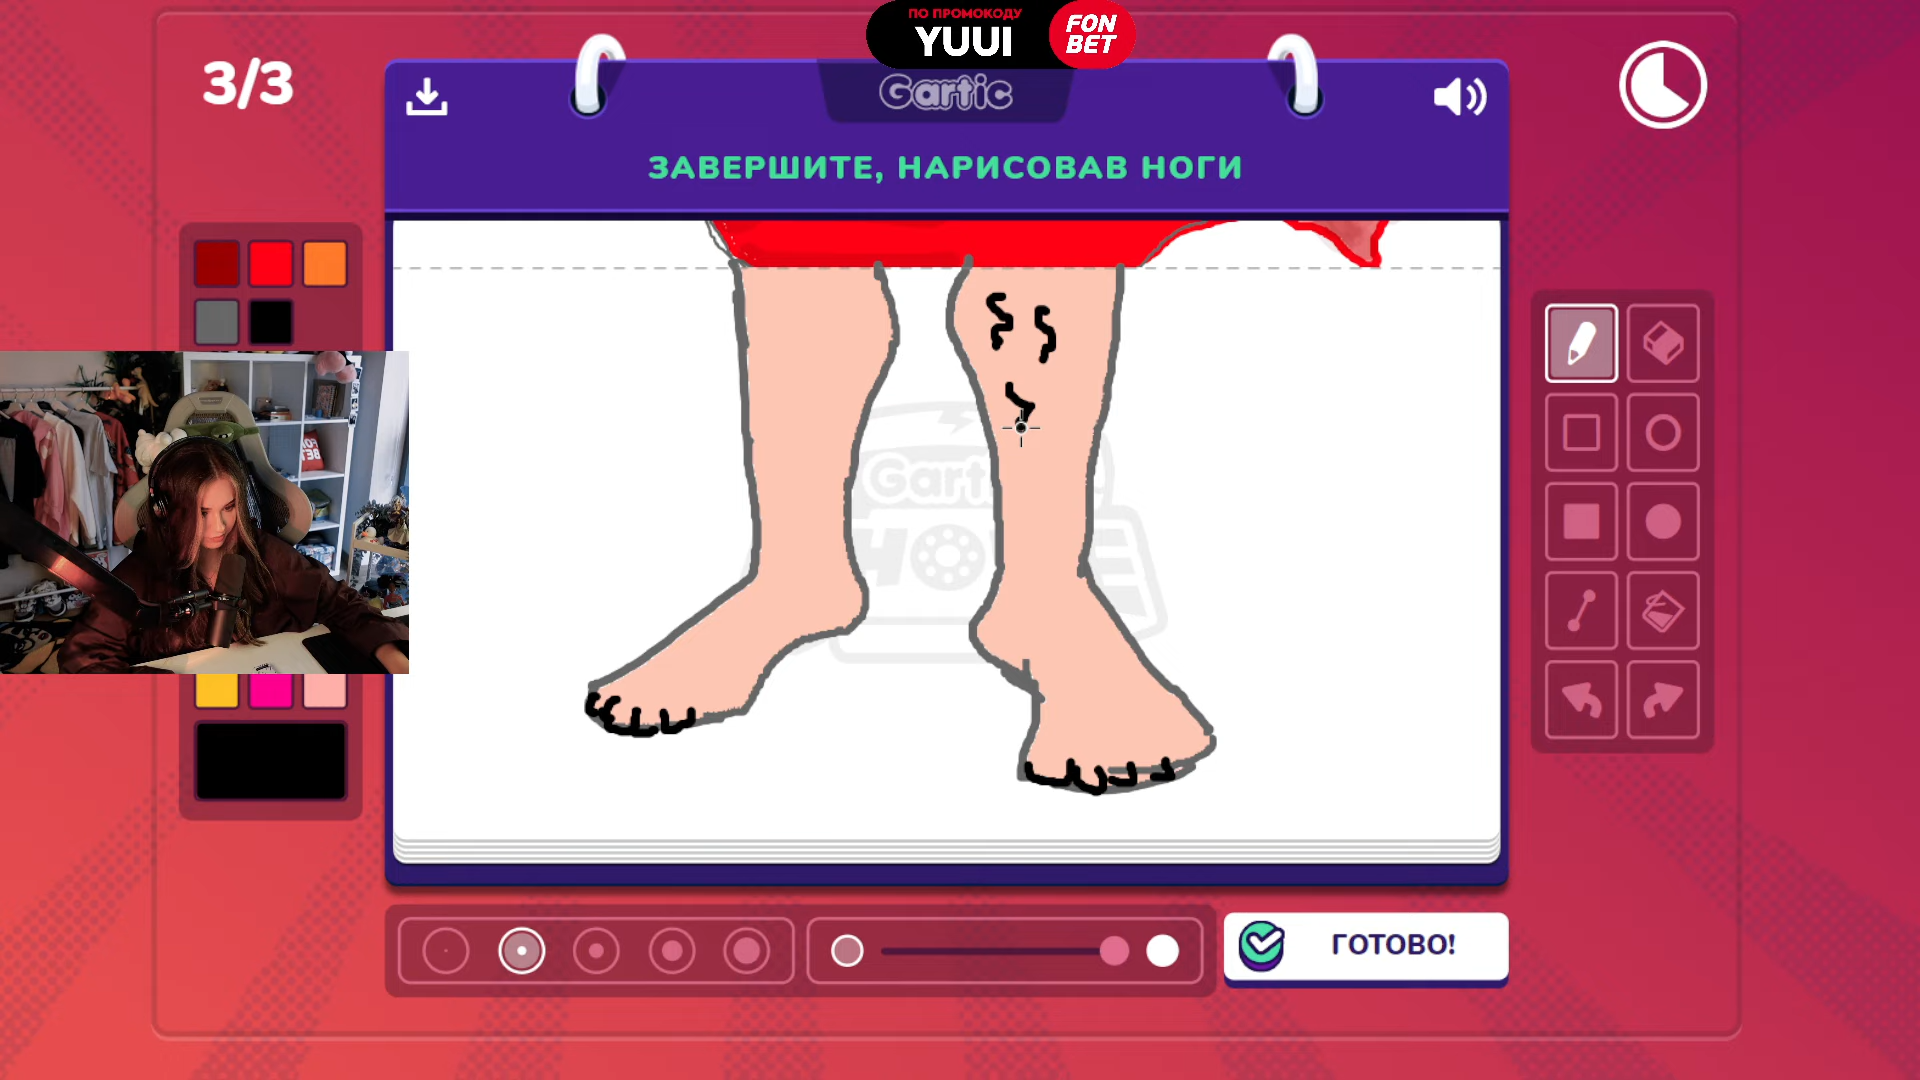 ПО ПРОМОКОДУ
YUUI
FON
BET
3/3
Gartic
ЗАВЕРШИТЕ, НАРИСОВАВ НОГИ
ГОТОВО!